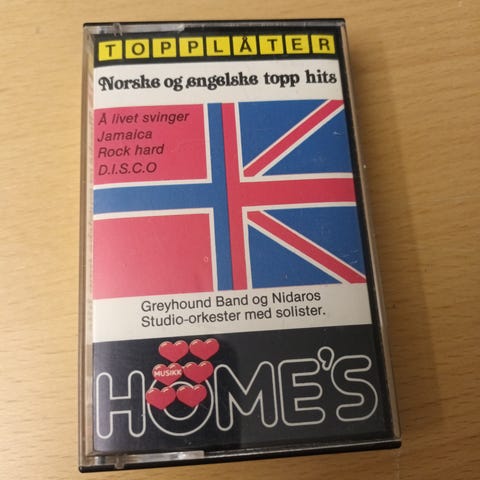 TOPPLÅTER
Norske og engelske topp hits
Å livet svinger
Jamaica
Rock hard
D.I.S.C.O
Greyhound Band og Nidaros
Studio-orkester med solister.
MUSIKK
HOME'S